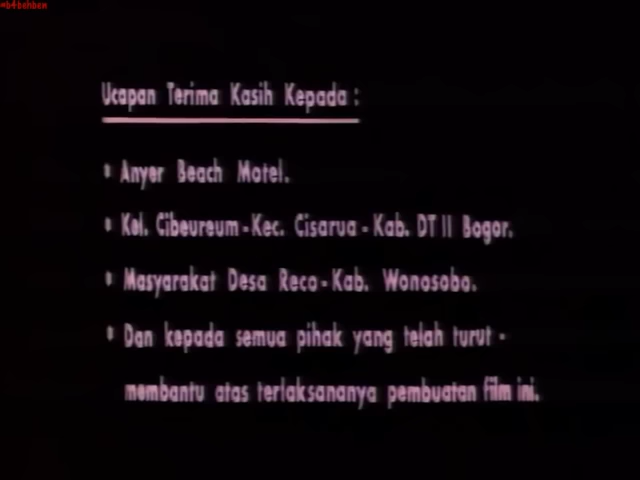 *b4behbem
Ucapan Terima Kasih Kepada :
* Anyer Beach Motel.
* Kel. Cibeureum - Kec. Cisarua - Kab. DT II Bogor.
* Masyarakat Desa Reco - Kab. Wonosobo.
* Dan kepada semua pihak yang telah turut -
membantu atas terlaksananya pembuatan film ini.